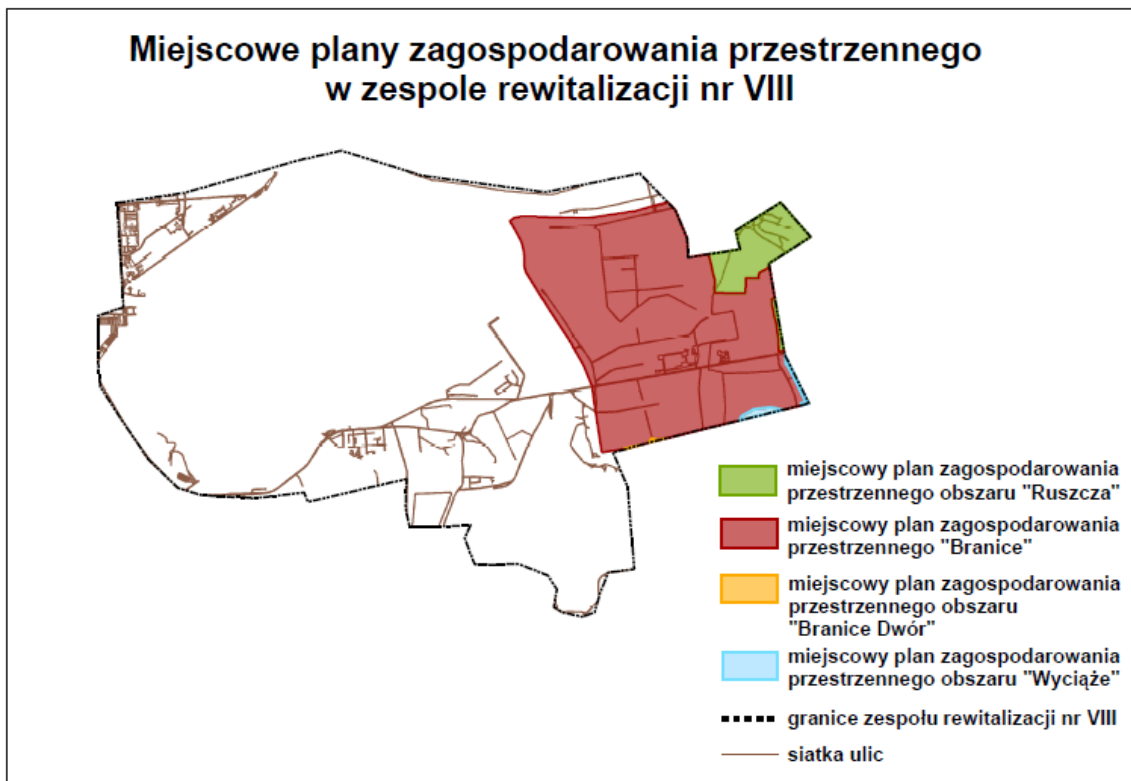 Miejscowe plany zagospodarowania przestrzennego
w zespole rewitalizacji nr VIII
miejscowy plan zagospodarowania
przestrzennego obszaru "Ruszcza"
miejscowy plan zagospodarowania
przestrzennego "Branice"
miejscowy plan zagospodarowania
przestrzennego obszaru
"Branice Dwór"
miejscowy plan zagospodarowania
przestrzennego obszaru "Wyciąże"
granice zespołu rewitalizacji nr VIII
siatka ulic